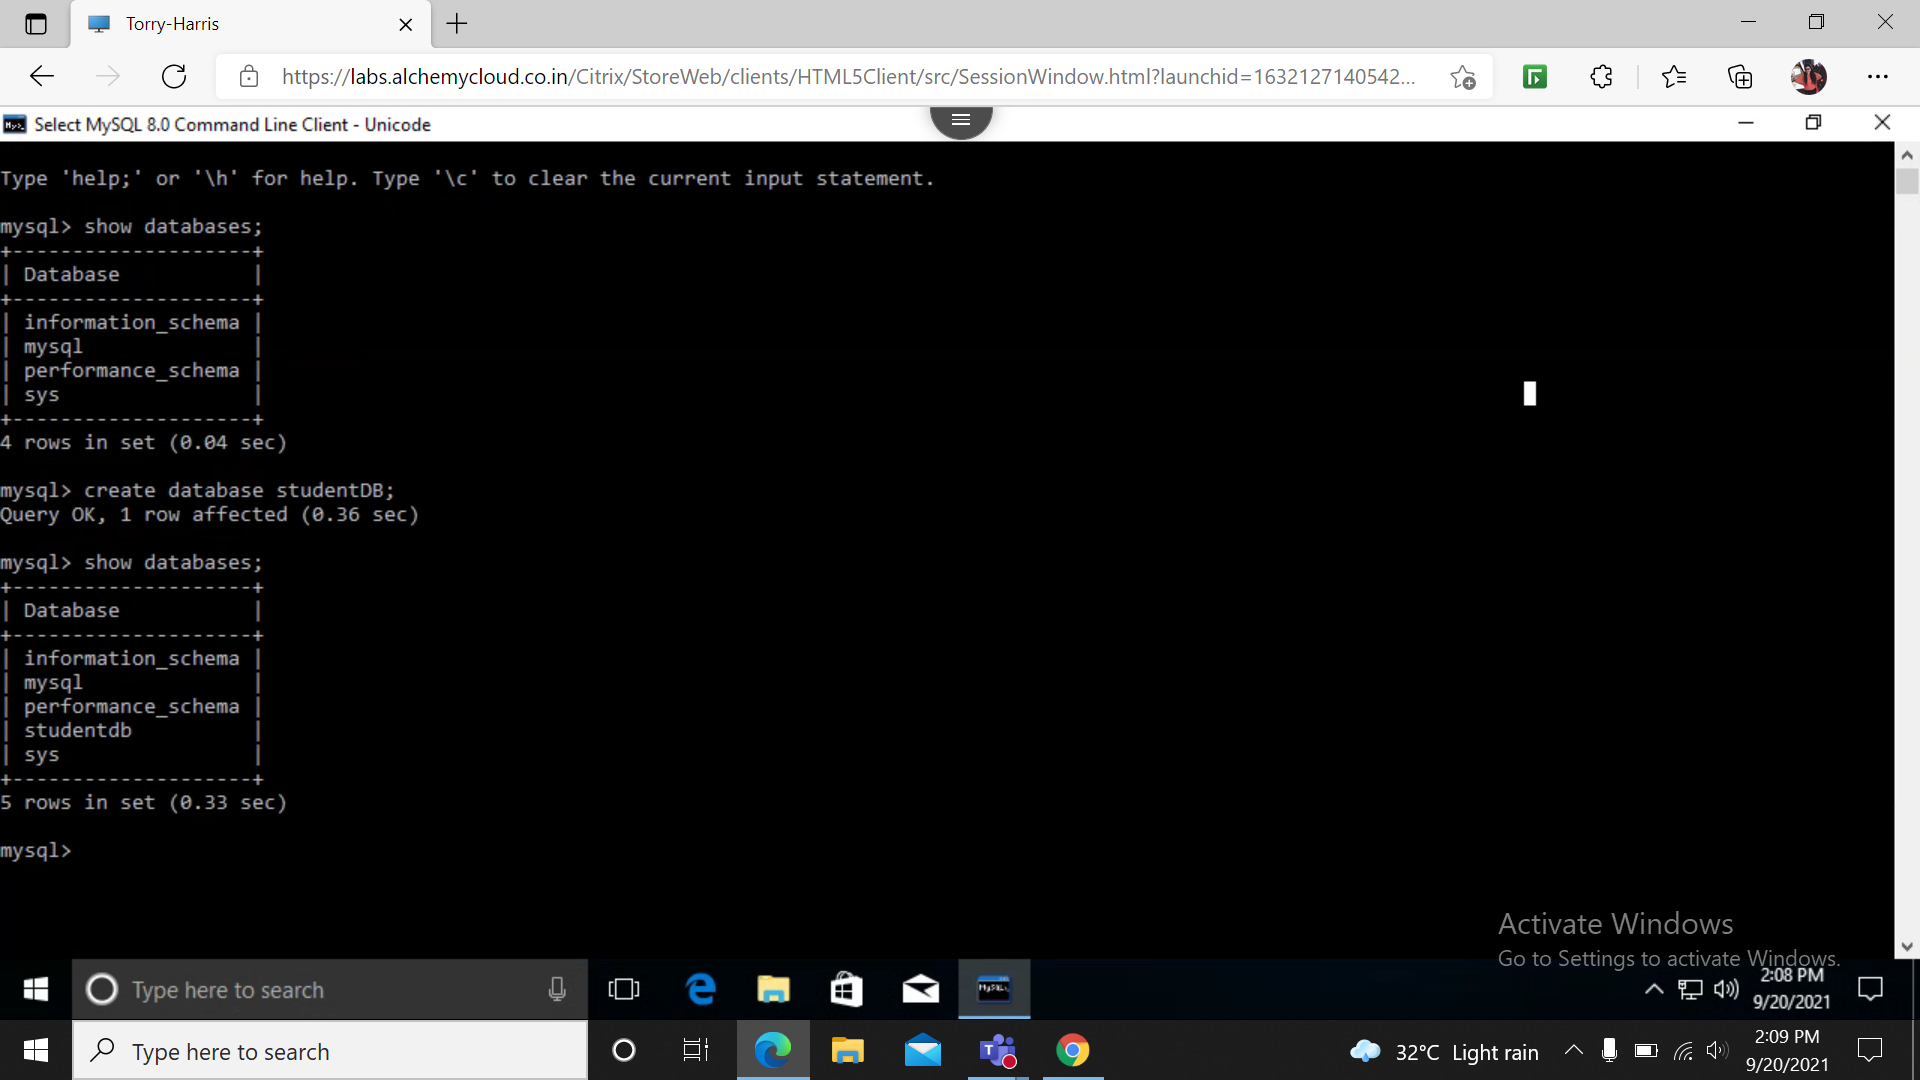 Torry-Harris
https://labs.alchemycloud.co.in/Citrix/StoreWeb/clients/HTML5Client/src/SessionWindow.html?launchid=1632127140542...
Select MySQL 8.0 Command Line Client - Unicode
Type 'help;' or '\h' for help. Type '\c' to clear the current input statement.
mysql> show databases;
+--------------------+
| Database           |
+--------------------+
| information_schema |
| mysql              |
| performance_schema |
| sys                |
+--------------------+
4 rows in set (0.04 sec)
mysql> create database studentDB;
Query OK, 1 row affected (0.36 sec)
mysql> show databases;
+--------------------+
| Database           |
+--------------------+
| information_schema |
| mysql              |
| performance_schema |
| studentdb          |
| sys                |
+--------------------+
5 rows in set (0.33 sec)
mysql>
Activate Windows
Go to Settings to activate Windows.
Type here to search
2:08 PM
9/20/2021
Type here to search
32°C Light rain
2:09 PM
9/20/2021